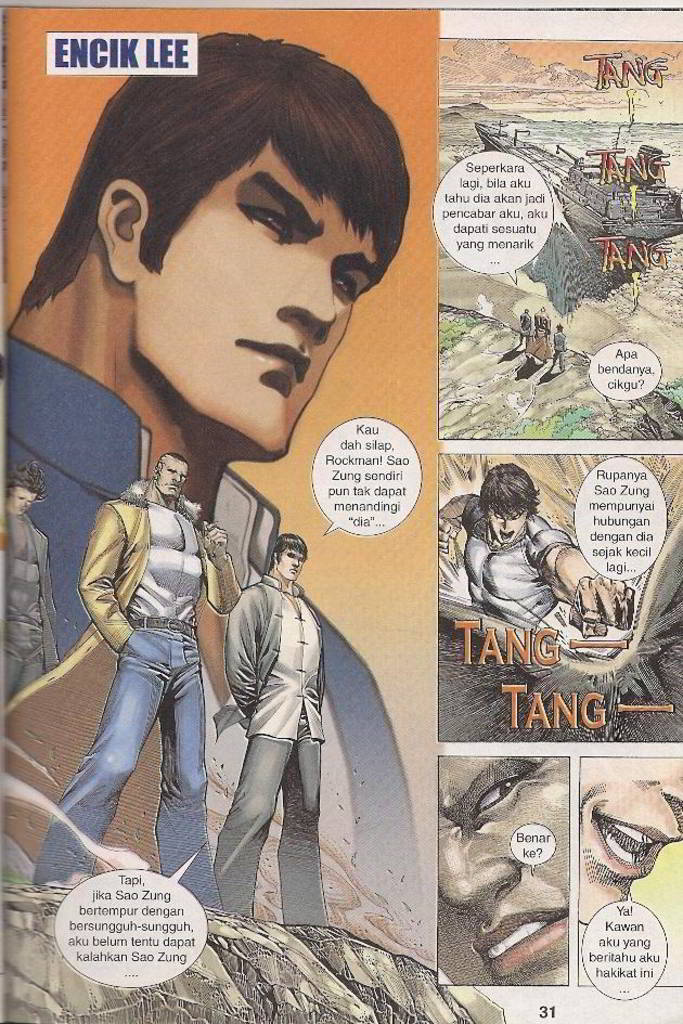 ENCIK LEE
Kau
dah silap,
Rockman! Sao
Zung sendiri
pun tak dapat
menandingi
"dia"...
Tapi,
jika Sao Zung
bertempur dengan
bersungguh-sungguh,
aku belum tentu dapat
kalahkan Sao Zung
....
TANG
TANG
TANG
Seperkara
lagi, bila aku
tahu dia akan jadi
pencabar aku, aku
dapati sesuatu
yang menarik
...
Apa
bendanya,
cikgu?
Rupanya
Sao Zung
mempunyai
hubungan
dengan dia
sejak kecil
lagi...
TANG —
TANG —
Benar
ke?
Ya!
Kawan
aku yang
beritahu aku
hakikat ini
...
31